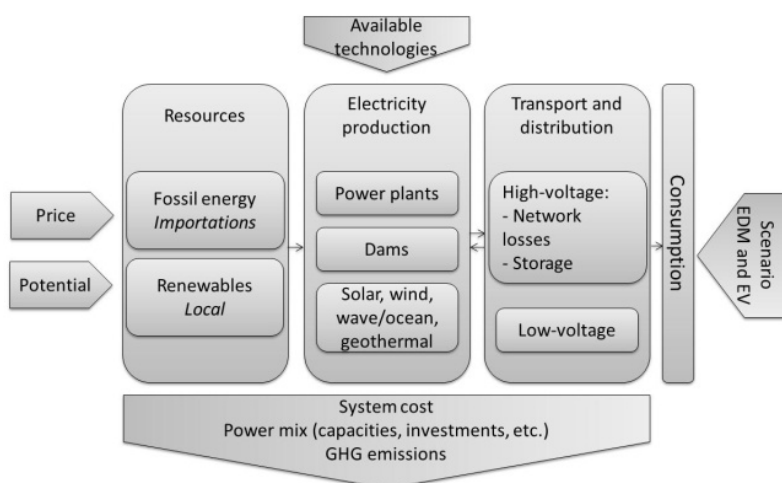 Available
technologies
Resources
Electricity
production
Transport and
distribution
Price
Potential
Fossil energy
Importations
Renewables
Local
Power plants
Dams
Solar, wind,
wave/ocean,
geothermal
High-voltage:
- Network
losses
- Storage
Low-voltage
Consumption
Scenario
EDM and EV
System cost
Power mix (capacities, investments, etc.)
GHG emissions